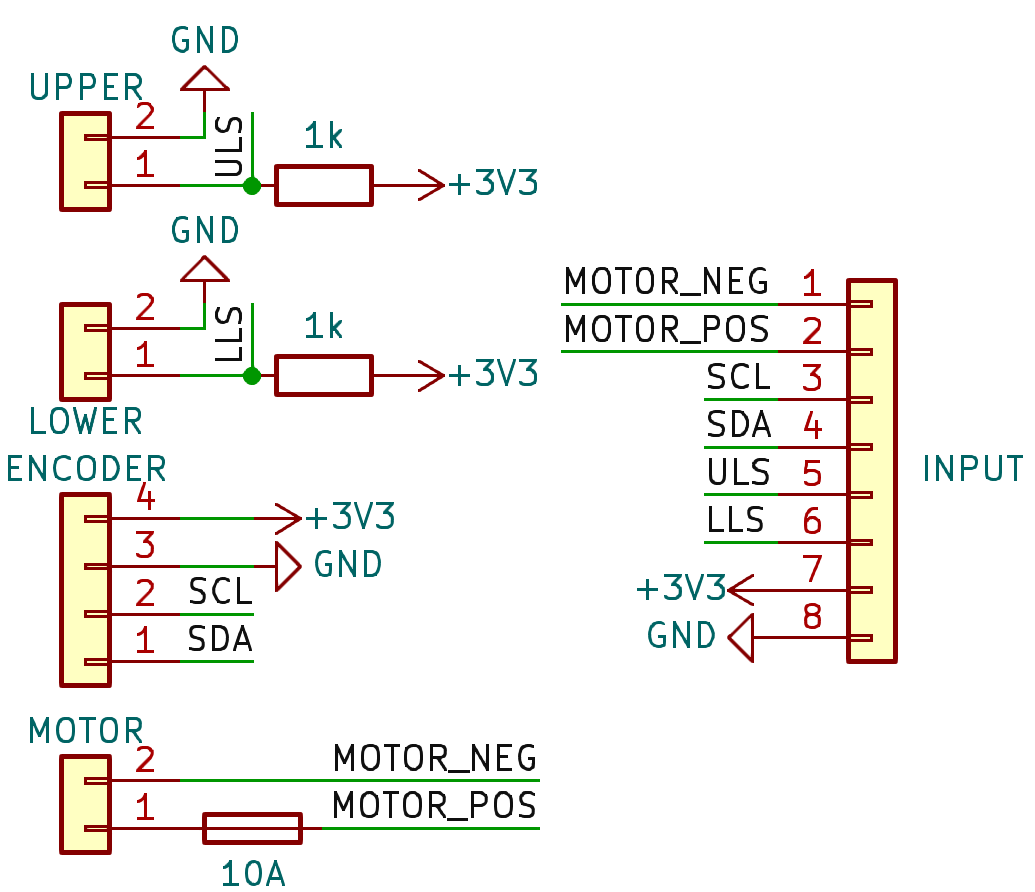 GND
UPPER
2
ULS
1k
1
+3V3
GND
2
LLS
1k
1
+3V3
LOWER
ENCODER
4
+3V3
3
GND
2
SCL
1
SDA
MOTOR
2
MOTOR_NEG
1
MOTOR_POS
10A
MOTOR_NEG
1
MOTOR_POS
2
SCL
3
SDA
4
ULS
5
INPUT
LLS
6
+3V3
7
GND
8